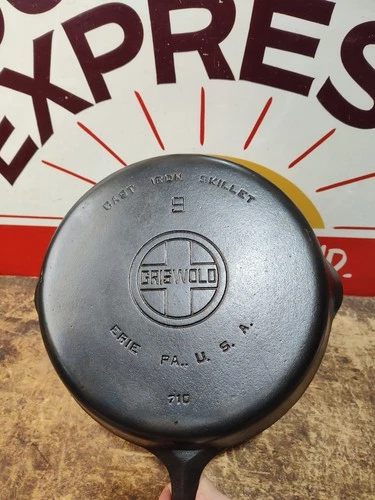 EXPRES
CAST IRON SKILLET
9
GRISWOLD
ERIE PA., U. S. A.
710